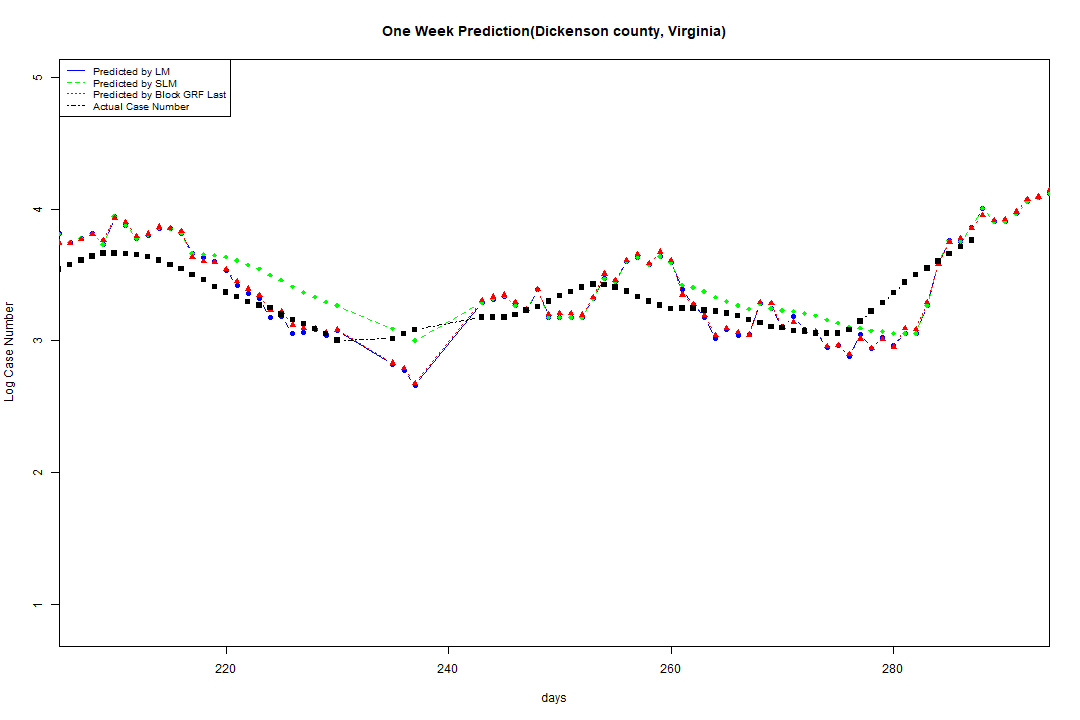 One Week Prediction(Dickenson county, Virginia)
Predicted by LM
Predicted by SLM
Predicted by Block GRF Last
Actual Case Number
5
4
3
2
1
Log Case Number
220 240 260 280
days